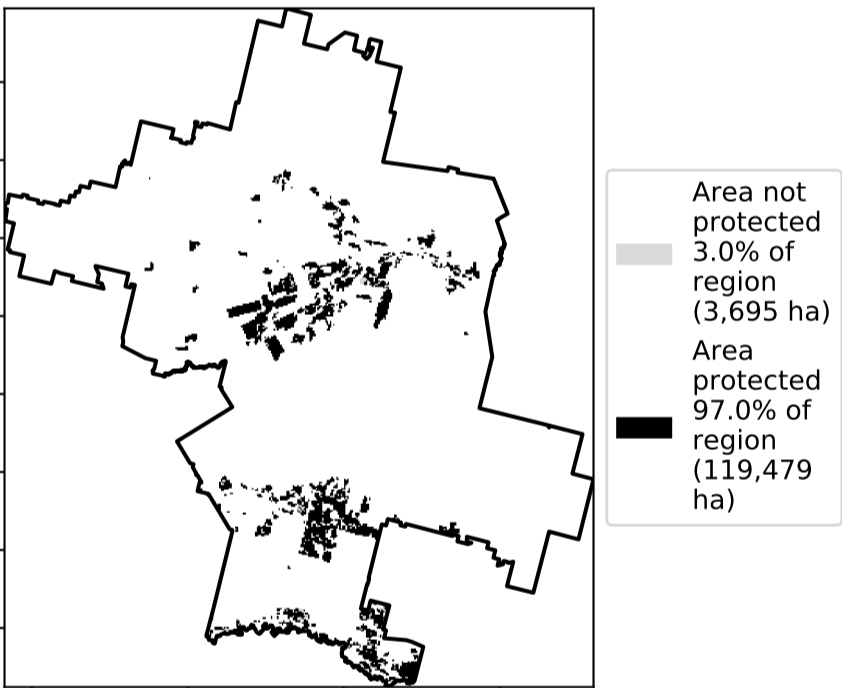 Area not
protected
3.0% of
region
(3,695 ha)
Area
protected
97.0% of
region
(119,479
ha)